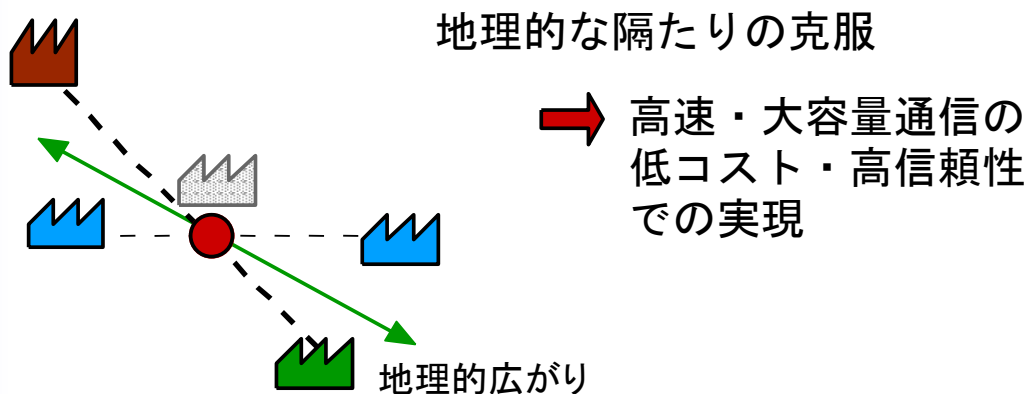 地理的な隔たりの克服
高速・大容量通信の
低コスト・高信頼性
での実現
地理的広がり